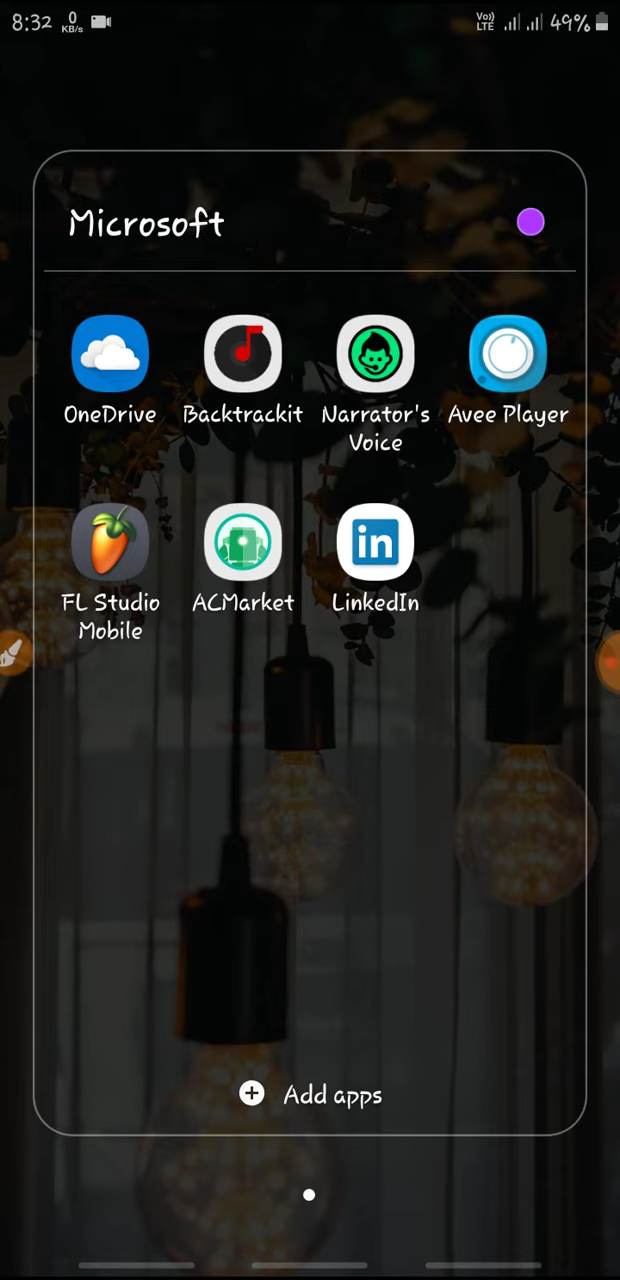 8:32 0 KB/s Vo)) LTE 49%
Microsoft
OneDrive Backtrackit Narrator's Voice Avee Player
FL Studio Mobile ACMarket in LinkedIn
Add apps